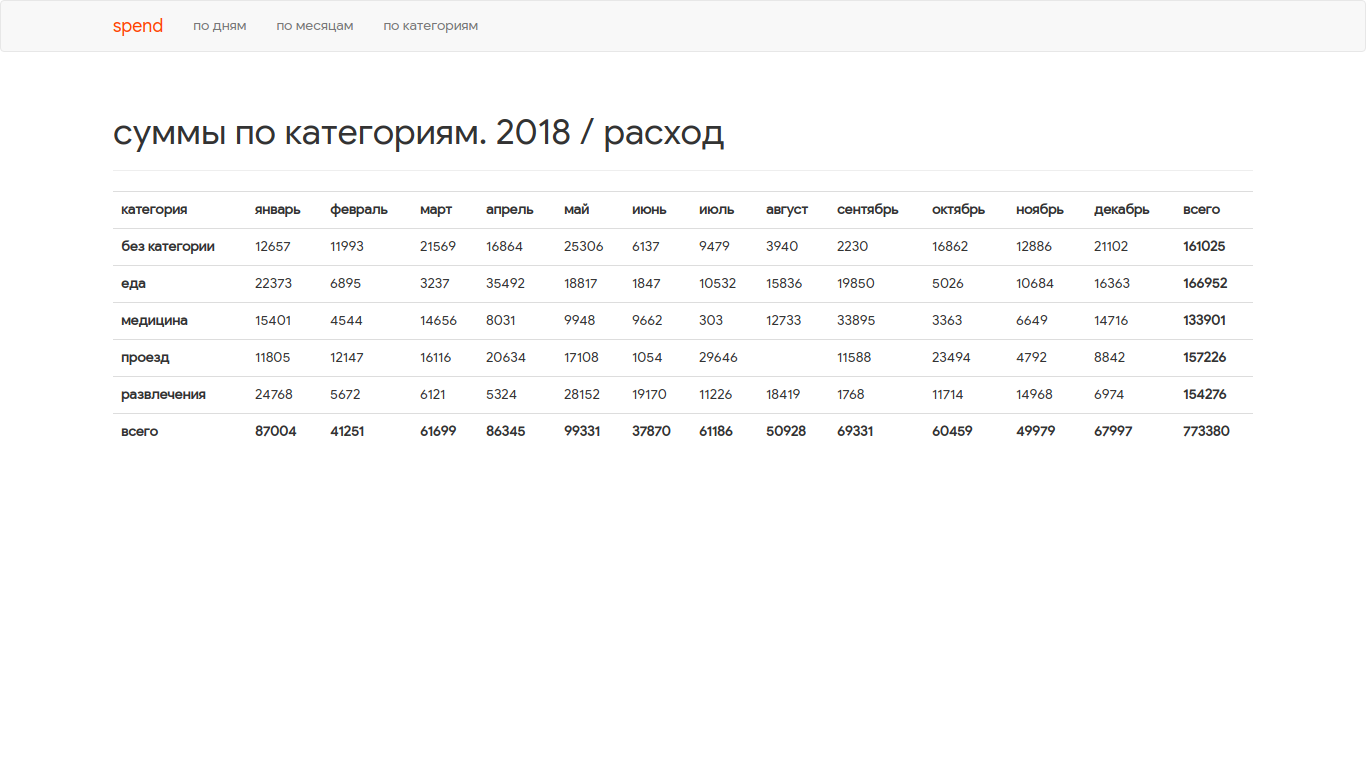 spend по дням по месяцам по категориям
суммы по категориям. 2018 / расход
категория январь февраль март апрель май июнь июль август сентябрь октябрь ноябрь декабрь всего
без категории 12657 11993 21569 16864 25306 6137 9479 3940 2230 16862 12886 21102 161025
еда 22373 6895 3237 35492 18817 1847 10532 15836 19850 5026 10684 16363 166952
медицина 15401 4544 14656 8031 9948 9662 303 12733 33895 3363 6649 14716 133901
проезд 11805 12147 16116 20634 17108 1054 29646 11588 23494 4792 8842 157226
развлечения 24768 5672 6121 5324 28152 19170 11226 18419 1768 11714 14968 6974 154276
всего 87004 41251 61699 86345 99331 37870 61186 50928 69331 60459 49979 67997 773380